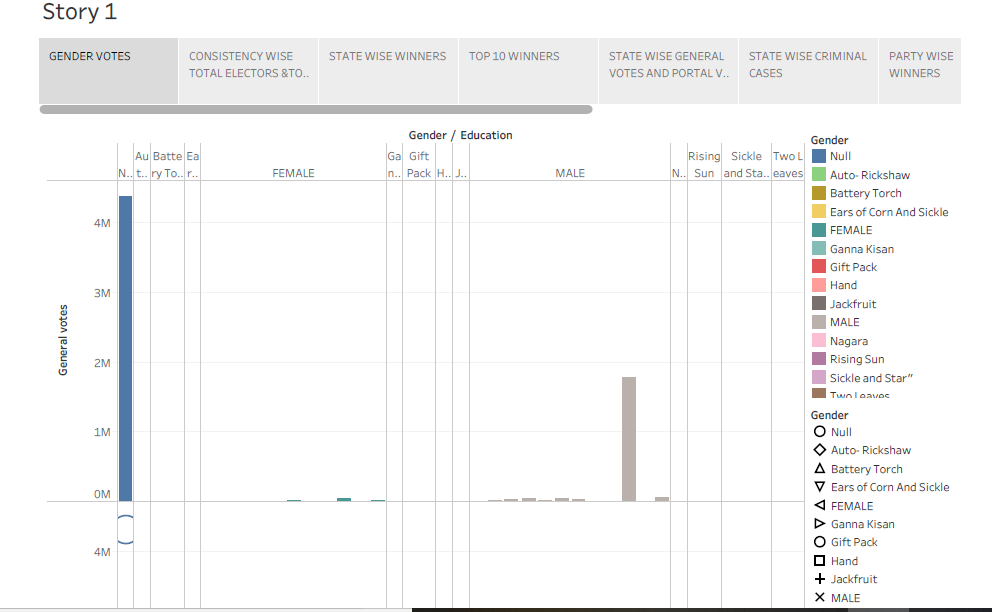 Story 1
GENDER VOTES
CONSISTENCY WISE
TOTAL ELECTORS &TO..
STATE WISE WINNERS
TOP 10 WINNERS
STATE WISE GENERAL
VOTES AND PORTAL V..
STATE WISE CRIMINAL
CASES
PARTY WISE
WINNERS
Gender / Education
N..
Au
t..
Batte
ry To..
Ea
r..
FEMALE
Ga
n..
Gift
Pack
H..
J..
MALE
N..
Rising
Sun
Sickle
and Sta..
Two L
eaves
General votes
4M
3M
2M
1M
0M
4M
Gender
Null
Auto- Rickshaw
Battery Torch
Ears of Corn And Sickle
FEMALE
Ganna Kisan
Gift Pack
Hand
Jackfruit
MALE
Nagara
Rising Sun
Sickle and Star"
Two Leaves
Gender
Null
Auto- Rickshaw
Battery Torch
Ears of Corn And Sickle
FEMALE
Ganna Kisan
Gift Pack
Hand
Jackfruit
MALE